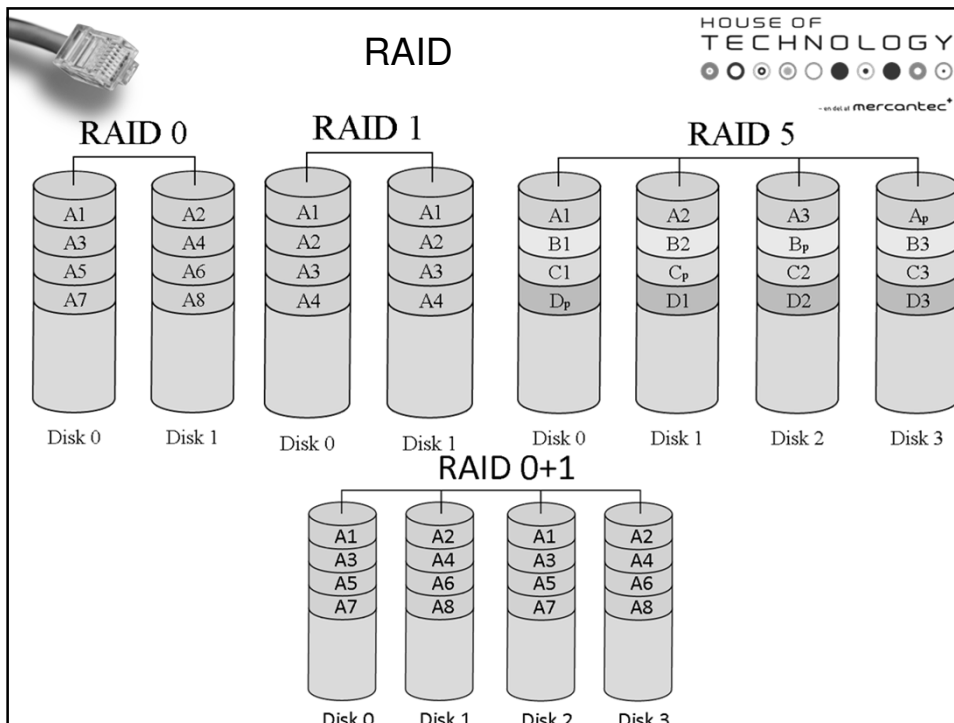 RAID
HOUSE OF
TECHNOLOGY
- en del af mercantec+
RAID 0
RAID 1
RAID 5
A1 A2 A1 A1 A1 A2 A3 Ap
A3 A4 A2 A2 B1 B2 Bp B3
A5 A6 A3 A3 C1 Cp C2 C3
A7 A8 A4 A4 Dp D1 D2 D3
Disk 0 Disk 1 Disk 0 Disk 1 Disk 0 Disk 1 Disk 2 Disk 3
RAID 0+1
A1 A2 A1 A2
A3 A4 A3 A4
A5 A6 A5 A6
A7 A8 A7 A8
Disk 0 Disk 1 Disk 2 Disk 3